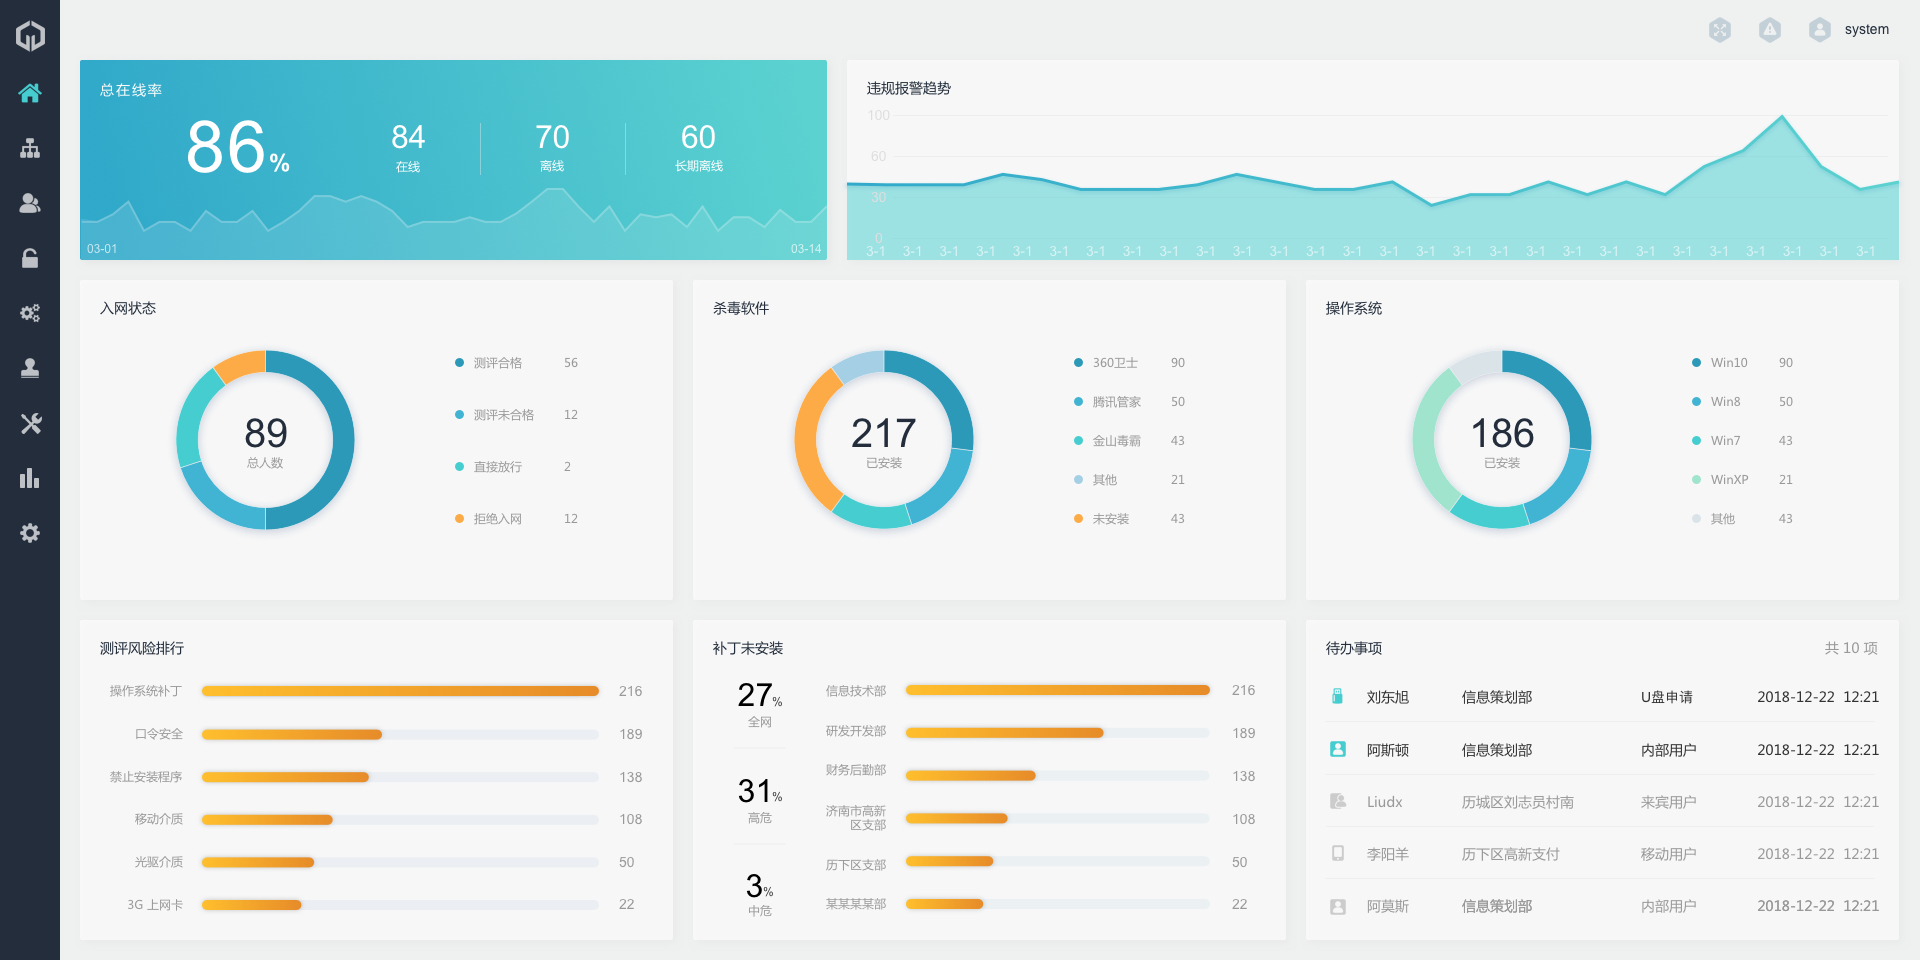 system
总在线率
86%
84
在线
70
离线
60
长期离线
03-01
03-14
违规报警趋势
100
60
30
0
3-1 3-1 3-1 3-1 3-1 3-1 3-1 3-1 3-1 3-1 3-1 3-1 3-1 3-1 3-1 3-1 3-1 3-1 3-1 3-1 3-1 3-1 3-1 3-1 3-1 3-1 3-1 3-1
入网状态
89
总人数
测评合格 56
测评未合格 12
直接放行 2
拒绝入网 12
杀毒软件
217
已安装
360卫士 90
腾讯管家 50
金山毒霸 43
其他 21
未安装 43
操作系统
186
已安装
Win10 90
Win8 50
Win7 43
WinXP 21
其他 43
测评风险排行
操作系统补丁 216
口令安全 189
禁止安装程序 138
移动介质 108
光驱介质 50
3G 上网卡 22
补丁未安装
27%
全网
31%
高危
3%
中危
信息技术部 216
研发开发部 189
财务后勤部 138
济南市高新
区支部 108
历下区支部 50
某某某某部 22
待办事项 共 10 项
刘东旭 信息策划部 U盘申请 2018-12-22 12:21
阿斯顿 信息策划部 内部用户 2018-12-22 12:21
Liudx 历城区刘志员村南 来宾用户 2018-12-22 12:21
李阳羊 历下区高新支付 移动用户 2018-12-22 12:21
阿莫斯 信息策划部 内部用户 2018-12-22 12:21